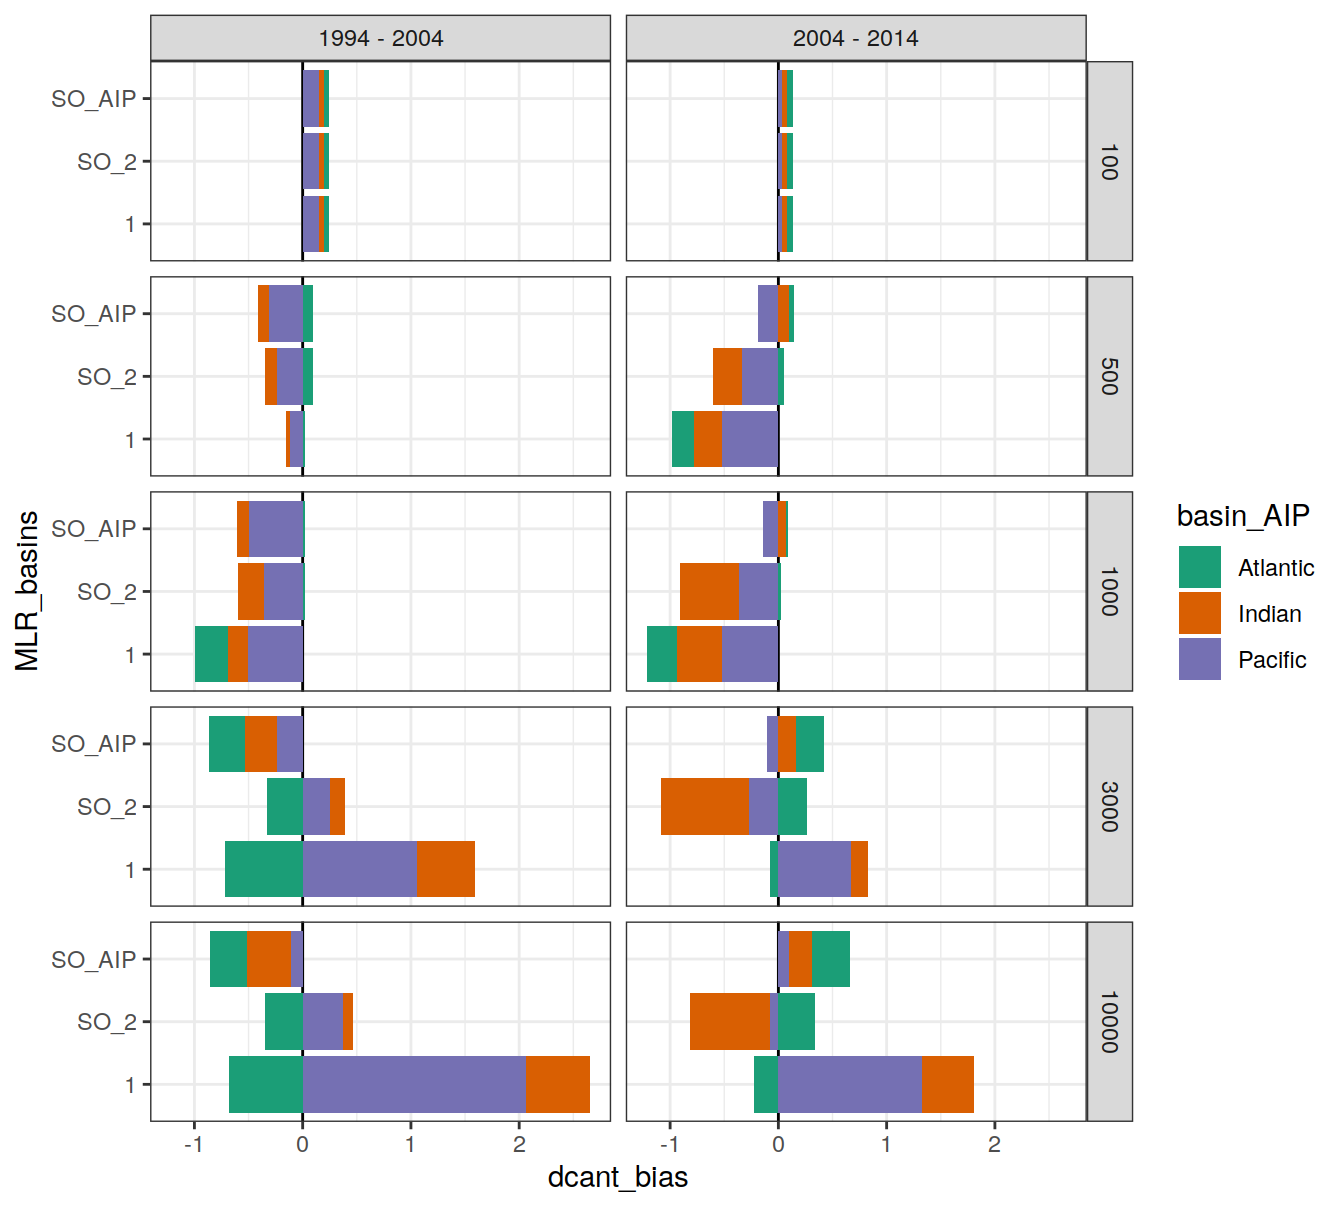 1994 - 2004
2004 - 2014
SO_AIP
SO_2
1
100
SO_AIP
SO_2
1
500
SO_AIP
SO_2
1
1000
SO_AIP
SO_2
1
3000
SO_AIP
SO_2
1
10000
-1 0 1 2
-1 0 1 2
dcant_bias
MLR_basins
basin_AIP
Atlantic
Indian
Pacific